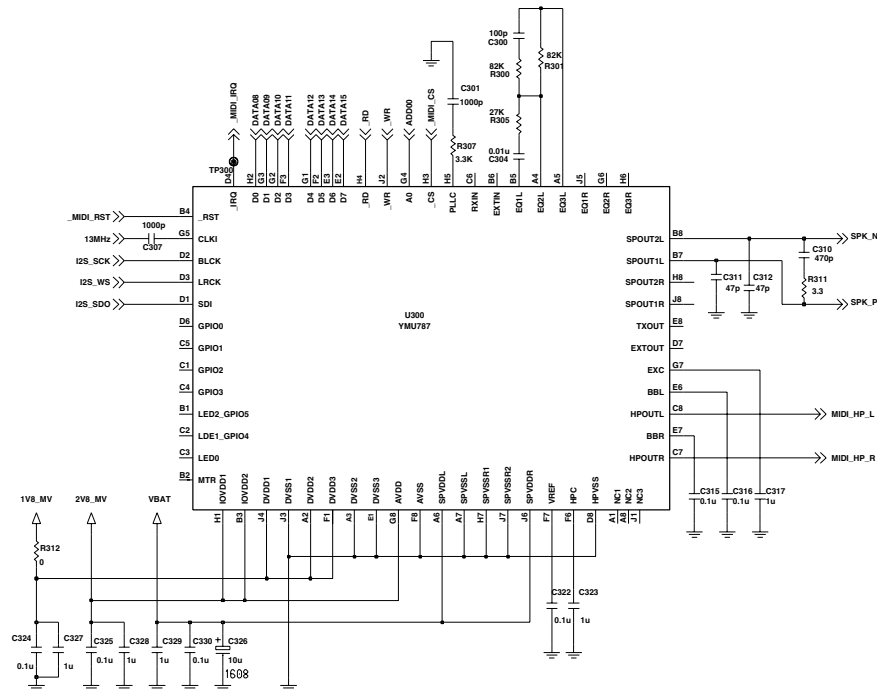 100p
C300
82K
R300
82K
R301
27K
R305
0.01u
C304
C301
1000p
R307
3.3K
_MIDI_IRQ
DATA08
DATA09
DATA10
DATA11
DATA12
DATA13
DATA14
DATA15
_RD
_WR
ADD00
_MIDI_CS
TP300
D4
H2
G3
G2
F3
G1
F2
E3
E2
H4
J2
G4
H3
H5
C6
B6
B5
A4
A5
J5
G6
H6
_IRQ
D0
D1
D2
D3
D4
D5
D6
D7
_RD
_WR
A0
_CS
PLLC
RXIN
EXTIN
EQ1L
EQ2L
EQ3L
EQ1R
EQ2R
EQ3R
_MIDI_RST
B4
_RST
13MHz
1000p
C307
G5
CLKI
I2S_SCK
D2
BLCK
I2S_WS
D3
LRCK
I2S_SDO
D1
SDI
D6
GPIO0
C5
GPIO1
C1
GPIO2
C4
GPIO3
B1
LED2_GPIO5
C2
LDE1_GPIO4
C3
LED0
B2
MTR
U300
YMU787
SPOUT2L
B8
SPK_N
SPOUT1L
B7
SPOUT2R
H8
SPOUT1R
J8
TXOUT
E8
EXTOUT
D7
EXC
G7
BBL
E6
HPOUTL
C8
MIDI_HP_L
BBR
E7
HPOUTR
C7
MIDI_HP_R
C310
470p
C311
47p
C312
47p
R311
3.3
SPK_P
C315
0.1u
C316
0.1u
C317
1u
IOVDD1
IOVDD2
DVDD1
DVSS1
DVDD2
DVDD3
DVSS2
DVSS3
AVDD
AVSS
SPVDDL
SPVSSL
SPVSSR1
SPVSSR2
SPVDDR
VREF
HPC
HPVSS
NC1
NC2
NC3
H1
B3
J4
J3
A2
F1
A3
E1
G8
F8
A6
A7
H7
J7
J6
F7
F6
D8
A1
A8
J1
1V8_MV
2V8_MV
VBAT
R312
0
C324
0.1u
C327
1u
C325
0.1u
C328
1u
C329
1u
C330
0.1u
+
C326
10u
1608
C322
0.1u
C323
1u